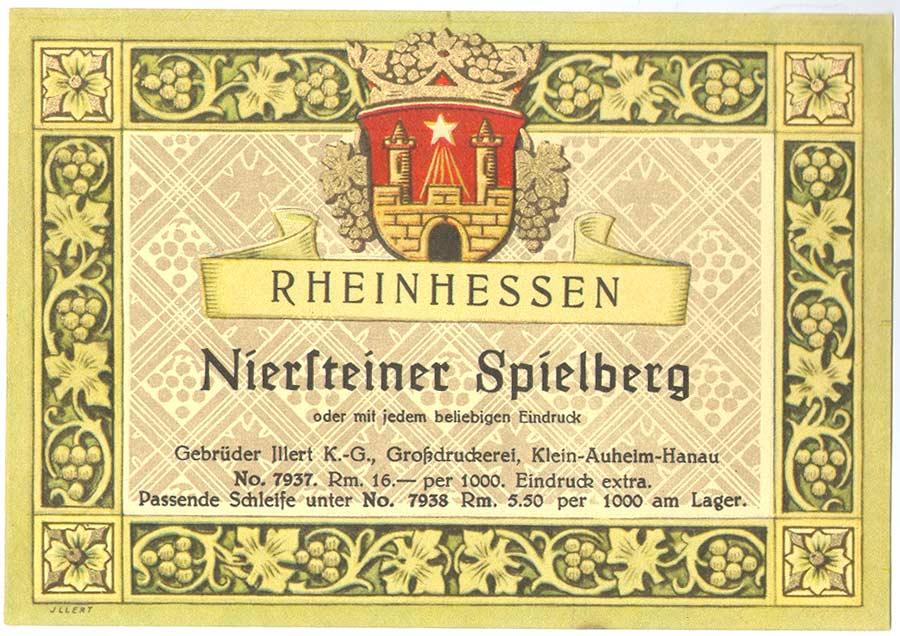 RHEINHESSEN
Nierſteiner Spielberg
oder mit jedem beliebigen Eindruck
Gebrüder Jllert K.-G., Großdruckerei, Klein-Auheim-Hanau
No. 7937. Rm. 16.— per 1000. Eindruck extra.
Passende Schleife unter No. 7938 Rm. 5.50 per 1000 am Lager.
JLLERT